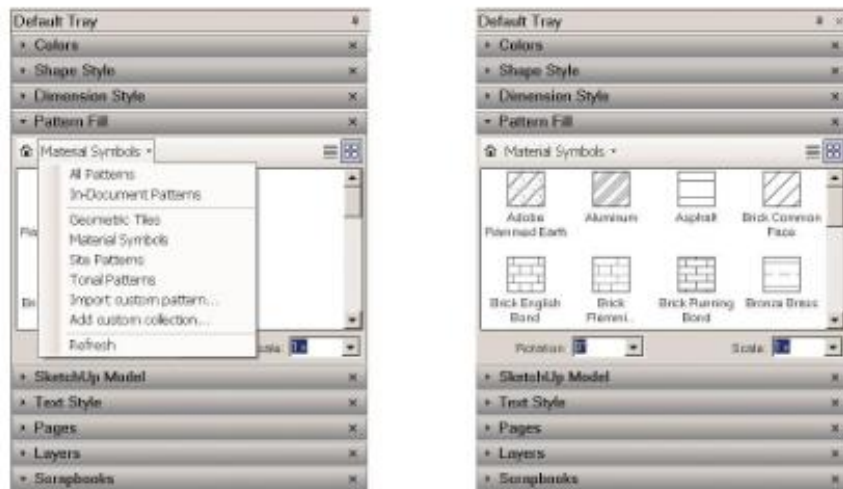 Default Tray
Colors
Shape Style
Dimension Style
Pattern Fill
Material Symbols
All Patterns
In-Document Patterns
Geometric Tiles
Material Symbols
Site Patterns
Tonal Patterns
Import custom pattern...
Add custom collection...
Refresh
SketchUp Model
Text Style
Pages
Layers
Scrapbooks
Default Tray
Colors
Shape Style
Dimension Style
Pattern Fill
Material Symbols
Adobe Aluminum Asphalt Brick Common
Rammed Earth Face
Brick English Brick Brick Running Bronze Brass
Bond Flemmi... Bond
Rotation: Scale:
SketchUp Model
Text Style
Pages
Layers
Scrapbooks